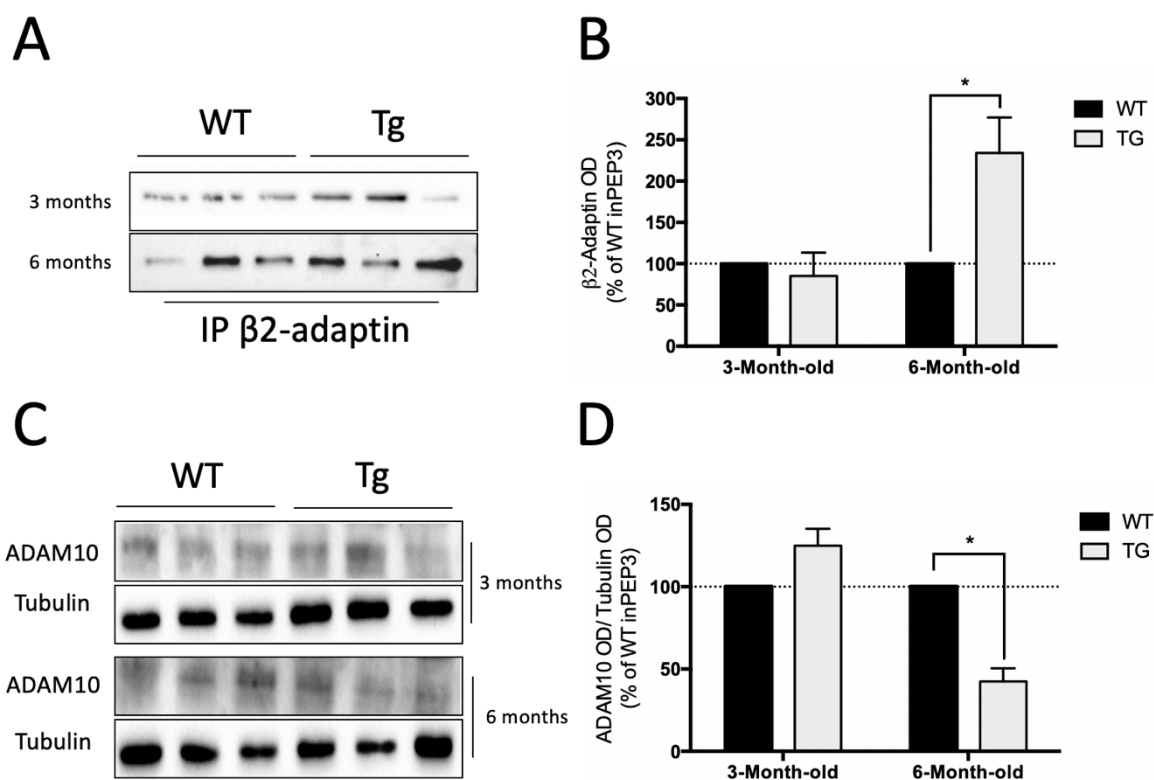 A
WT Tg
3 months
6 months
IP β2-adaptin
B
β2-Adaptin OD
(% of WT inPEP3)
300
250
200
150
100
50
0
*
WT
TG
3-Month-old 6-Month-old
C
WT Tg
ADAM10
Tubulin
3 months
ADAM10
Tubulin
6 months
D
ADAM10 OD/ Tubulin OD
(% of WT inPEP3)
150
100
50
0
*
WT
TG
3-Month-old 6-Month-old